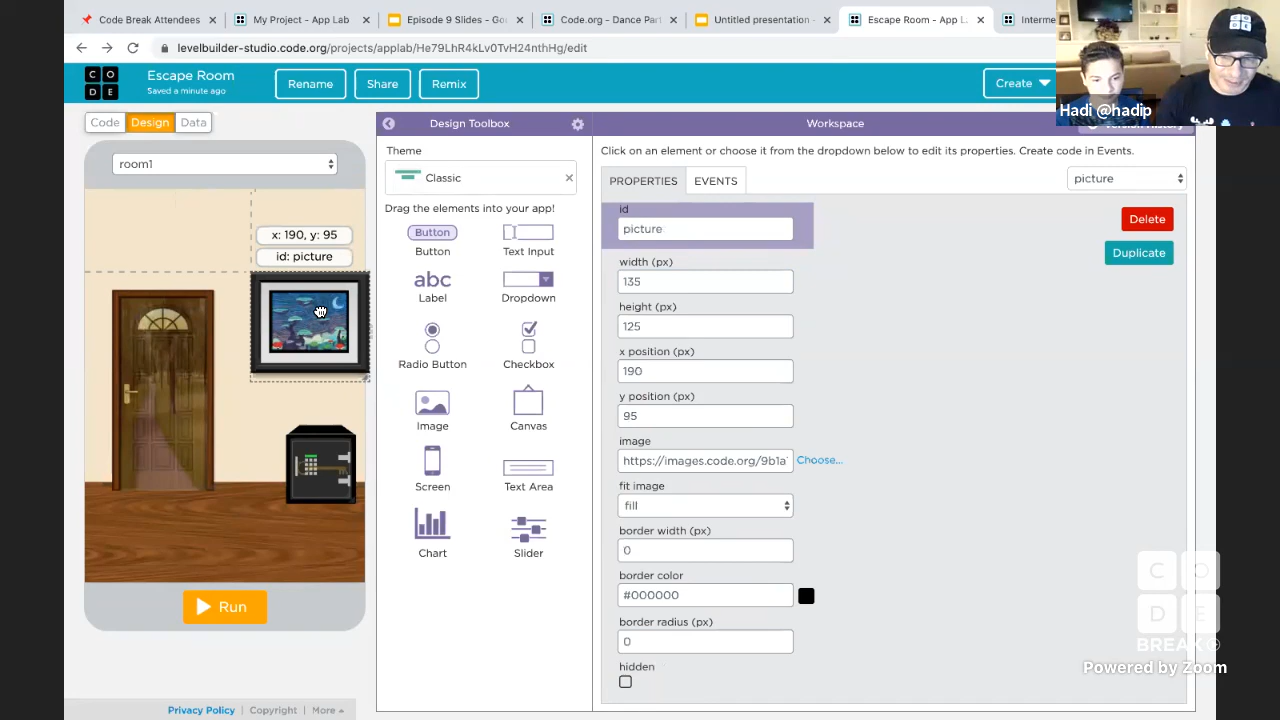 Code Break Attendees
My Project - App Lab
Episode 9 Slides - Go
Code.org - Dance Par
Untitled presentation -
Escape Room - App L
Interme
levelbuilder-studio.code.org/projects/applab/He79LhR4kLv0TvH24nthHg/edit
Hadi @hadip
C O
D E
Escape Room
Saved a minute ago
Rename
Share
Remix
Create
Version History
Code
Design
Data
Design Toolbox
Workspace
room1
Theme
Classic
Drag the elements into your app!
Button
Button
Text Input
abc
Label
Dropdown
Radio Button
Checkbox
Image
Canvas
Screen
Text Area
Chart
Slider
x: 190, y: 95
id: picture
Run
Click on an element or choose it from the dropdown below to edit its properties. Create code in Events.
PROPERTIES
EVENTS
picture
id
picture
Delete
Duplicate
width (px)
135
height (px)
125
x position (px)
190
y position (px)
95
image
https://images.code.org/9b1a
Choose...
fit image
fill
border width (px)
0
border color
#000000
border radius (px)
0
hidden
C O
D E
BREAK
Powered by Zoom
Privacy Policy | Copyright | More